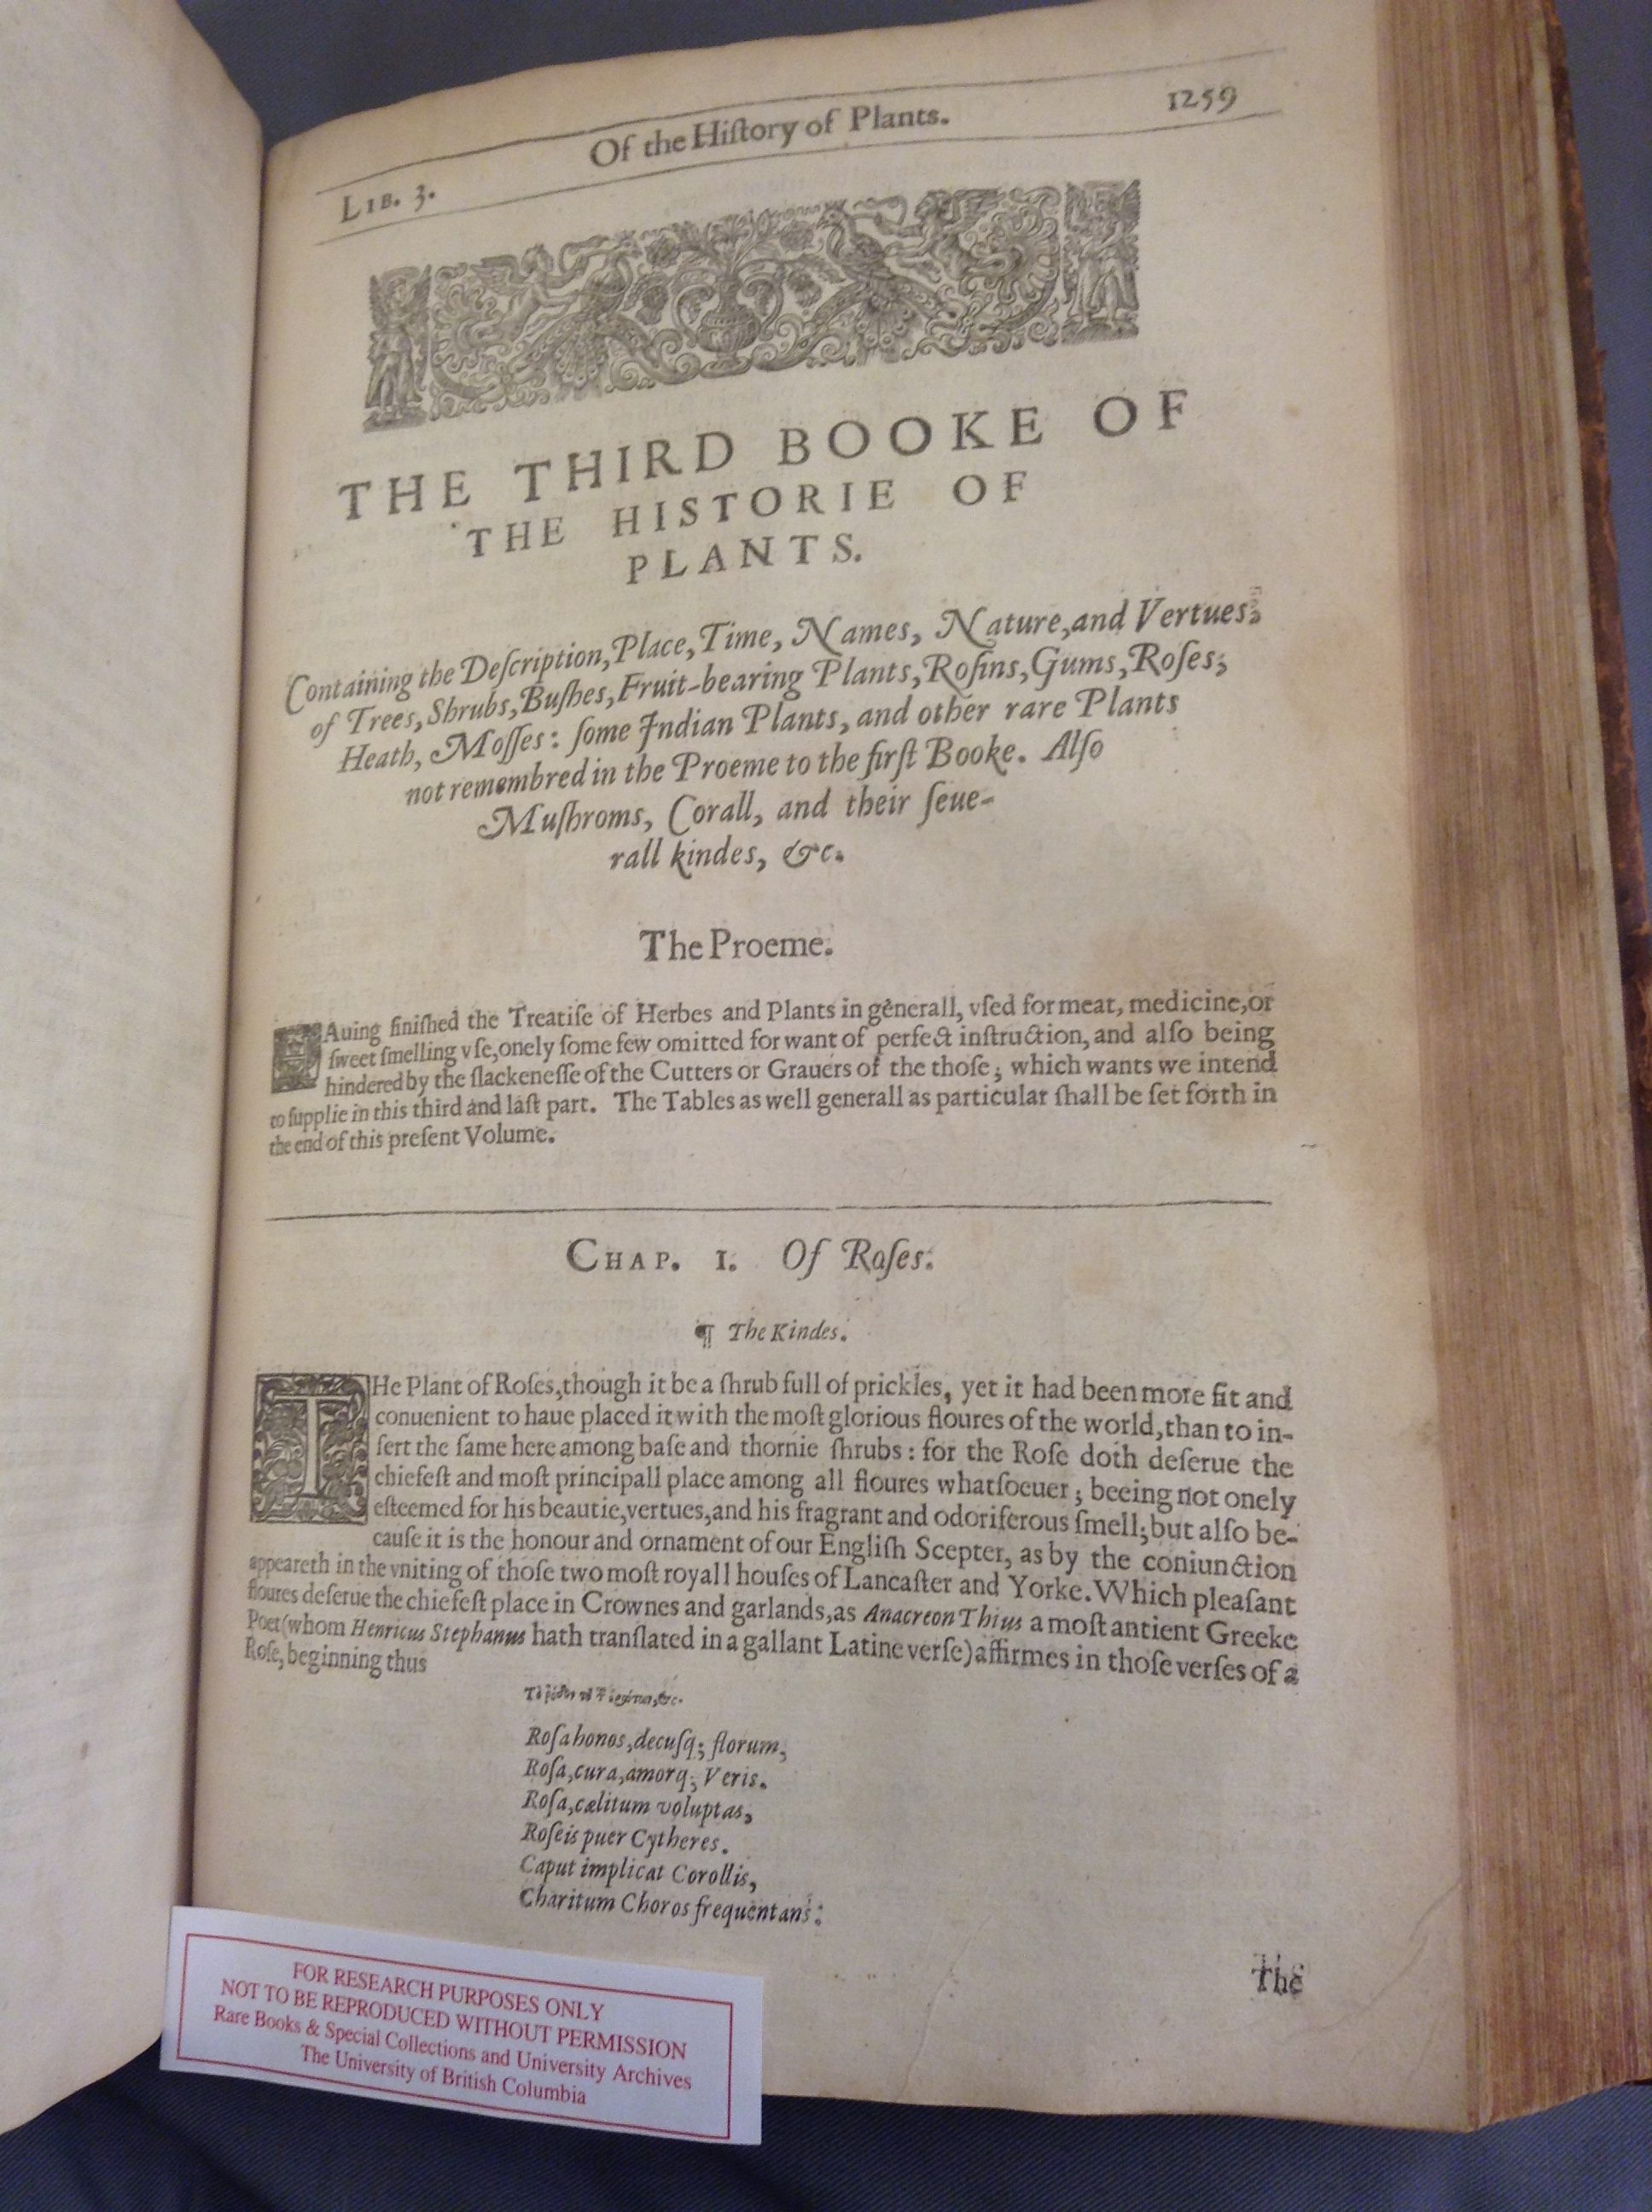 LIB. 3.
Of the Hiſtory of Plants.
1259
THE THIRD BOOKE OF
THE HISTORIE OF
PLANTS.
Containing the Deſcription, Place, Time, Names, Nature, and Vertues,
of Trees, Shrubs, Buſhes, Fruit-bearing Plants, Roſins, Gums, Roſes,
Heath, Moſſes: ſome Indian Plants, and other rare Plants
not remembred in the Proeme to the firſt Booke. Alſo
Muſhroms, Corall, and their ſeue-
rall kindes, &c.
The Proeme.
HAuing finiſhed the Treatiſe of Herbes and Plants in generall, vſed for meat, medicine, or
ſweet ſmelling vſe, onely ſome few omitted for want of perfect inſtruction, and alſo being
hindered by the ſlackeneſſe of the Cutters or Grauers of the thoſe; which wants we intend
to ſupplie in this third and laſt part. The Tables as well generall as particular ſhall be ſet forth in
the end of this preſent Volume.
CHAP. 1. Of Roſes.
¶ The Kindes.
THe Plant of Roſes, though it be a ſhrub full of prickles, yet it had been more fit and
conuenient to haue placed it with the moſt glorious floures of the world, than to in-
ſert the ſame here among baſe and thornie ſhrubs: for the Roſe doth deſerue the
chiefeſt and moſt principall place among all floures whatſoeuer; beeing not onely
eſteemed for his beautie, vertues, and his fragrant and odoriferous ſmell; but alſo be-
cauſe it is the honour and ornament of our Engliſh Scepter, as by the coniunction
appeareth in the vniting of thoſe two moſt royall houſes of Lancaſter and Yorke. Which pleaſant
floures deſerue the chiefeſt place in Crownes and garlands, as Anacreon Thius a moſt antient Greeke
Poet (whom Henricus Stephanus hath tranſlated in a gallant Latine verſe) affirmes in thoſe verſes of a
Roſe, beginning thus
Roſa honos, decuſq; florum,
Roſa, cura, amorq; Veris.
Roſa, cælitum voluptas,
Roſeis puer Cytheres.
Caput implicat Corollis,
Charitum Choros frequentans:
The
FOR RESEARCH PURPOSES ONLY
NOT TO BE REPRODUCED WITHOUT PERMISSION
Rare Books & Special Collections and University Archives
The University of British Columbia